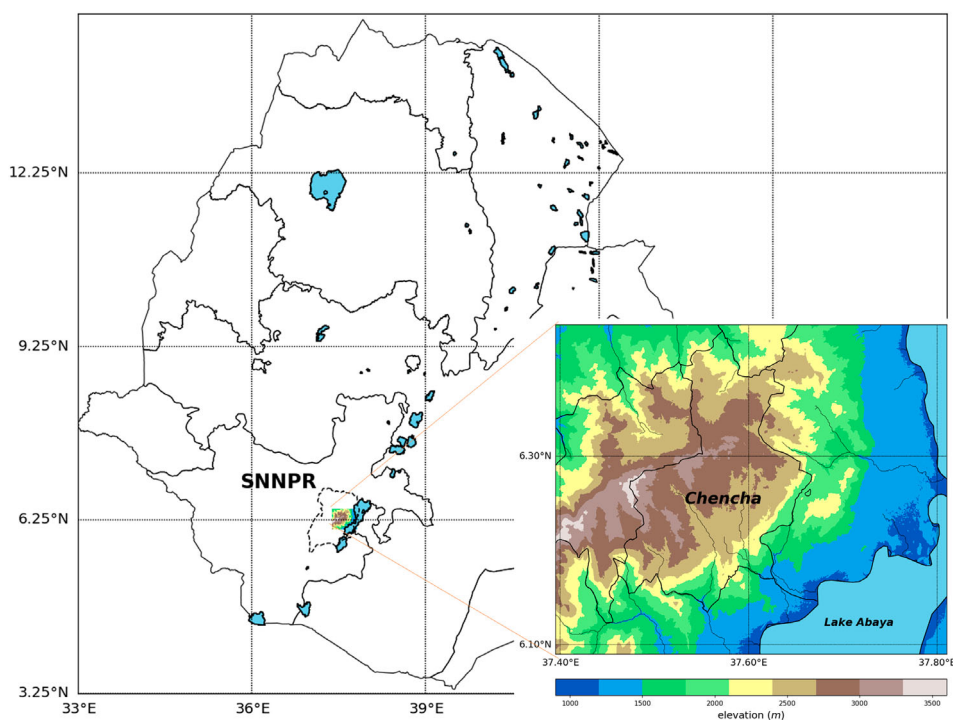 12.25°N
9.25°N
SNNPR
6.25°N
3.25°N
33°E
36°E
39°E
6.30°N
Chencha
Lake Abaya
6.10°N
37.40°E
37.60°E
37.80°E
1000
1500
2000
2500
3000
3500
elevation (m)